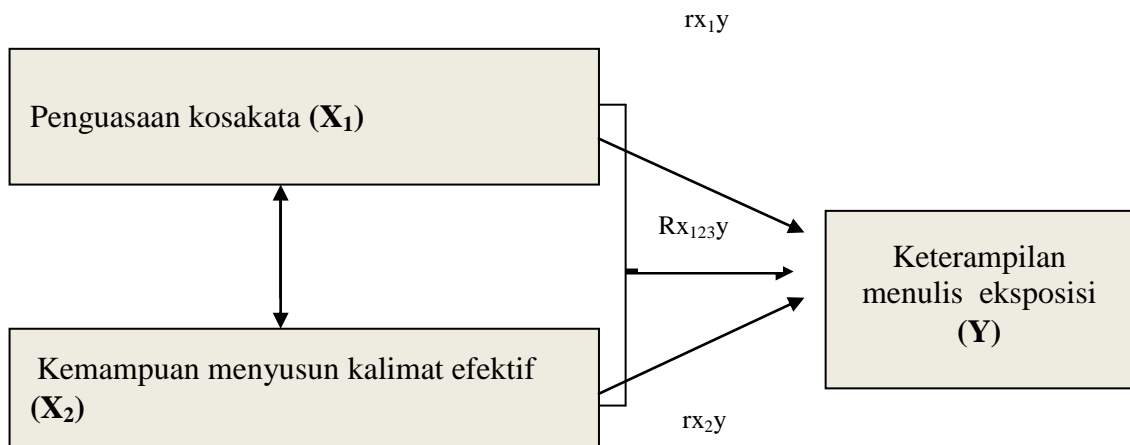 rx₁y
Penguasaan kosakata (X₁)
Rx₁₂₃y
Keterampilan
menulis eksposisi
(Y)
Kemampuan menyusun kalimat efektif
(X₂)
rx₂y